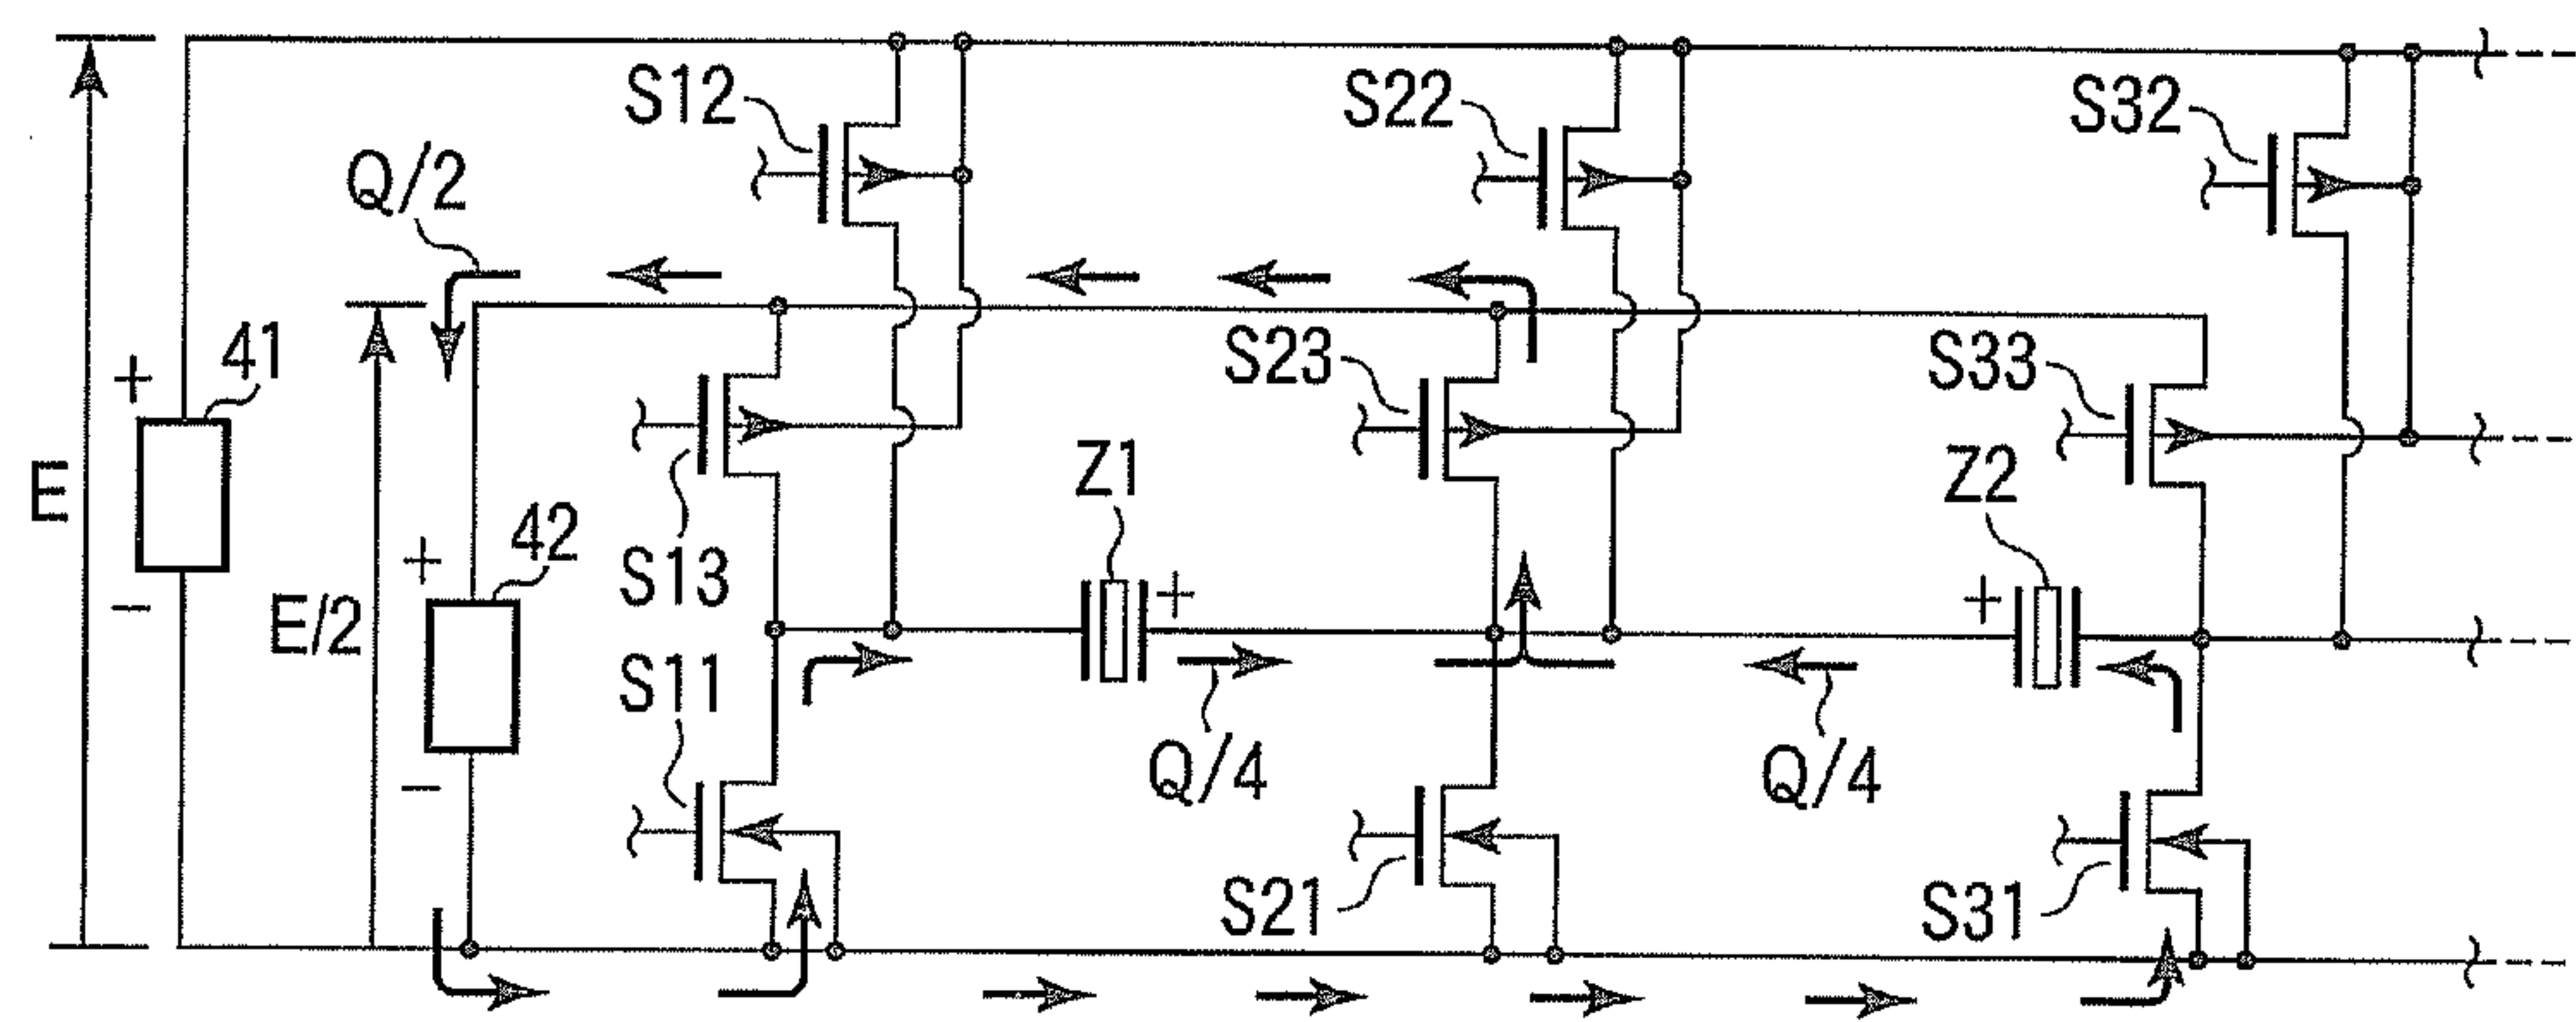 S12
S22
S32
Q/2
+
41
S23
S33
E
Z1
Z2
−
+
42
S13
+
+
E/2
S11
Q/4
Q/4
−
S21
S31